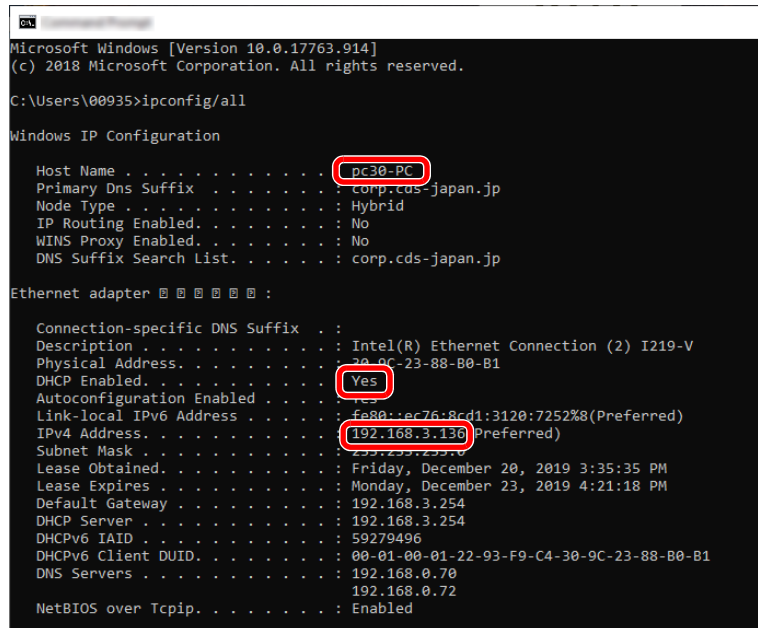 Microsoft Windows [Version 10.0.17763.914]
(c) 2018 Microsoft Corporation. All rights reserved.
C:\Users\00935>ipconfig/all
Windows IP Configuration
Host Name . . . . . . . . . . . . : pc30-PC
Primary Dns Suffix . . . . . . . : corp.cds-japan.jp
Node Type . . . . . . . . . . . . : Hybrid
IP Routing Enabled. . . . . . . . : No
WINS Proxy Enabled. . . . . . . . : No
DNS Suffix Search List. . . . . . : corp.cds-japan.jp
Ethernet adapter :
Connection-specific DNS Suffix . :
Description . . . . . . . . . . . : Intel(R) Ethernet Connection (2) I219-V
Physical Address. . . . . . . . . : 30-9C-23-88-B0-B1
DHCP Enabled. . . . . . . . . . . : Yes
Autoconfiguration Enabled . . . . : Yes
Link-local IPv6 Address . . . . . : fe80::ec76:8cd1:3120:7252%8(Preferred)
IPv4 Address. . . . . . . . . . . : 192.168.3.136(Preferred)
Subnet Mask . . . . . . . . . . . : 255.255.255.0
Lease Obtained. . . . . . . . . . : Friday, December 20, 2019 3:35:35 PM
Lease Expires . . . . . . . . . . : Monday, December 23, 2019 4:21:18 PM
Default Gateway . . . . . . . . . : 192.168.3.254
DHCP Server . . . . . . . . . . . : 192.168.3.254
DHCPv6 IAID . . . . . . . . . . . : 59279496
DHCPv6 Client DUID. . . . . . . . : 00-01-00-01-22-93-F9-C4-30-9C-23-88-B0-B1
DNS Servers . . . . . . . . . . . : 192.168.0.70
192.168.0.72
NetBIOS over Tcpip. . . . . . . . : Enabled